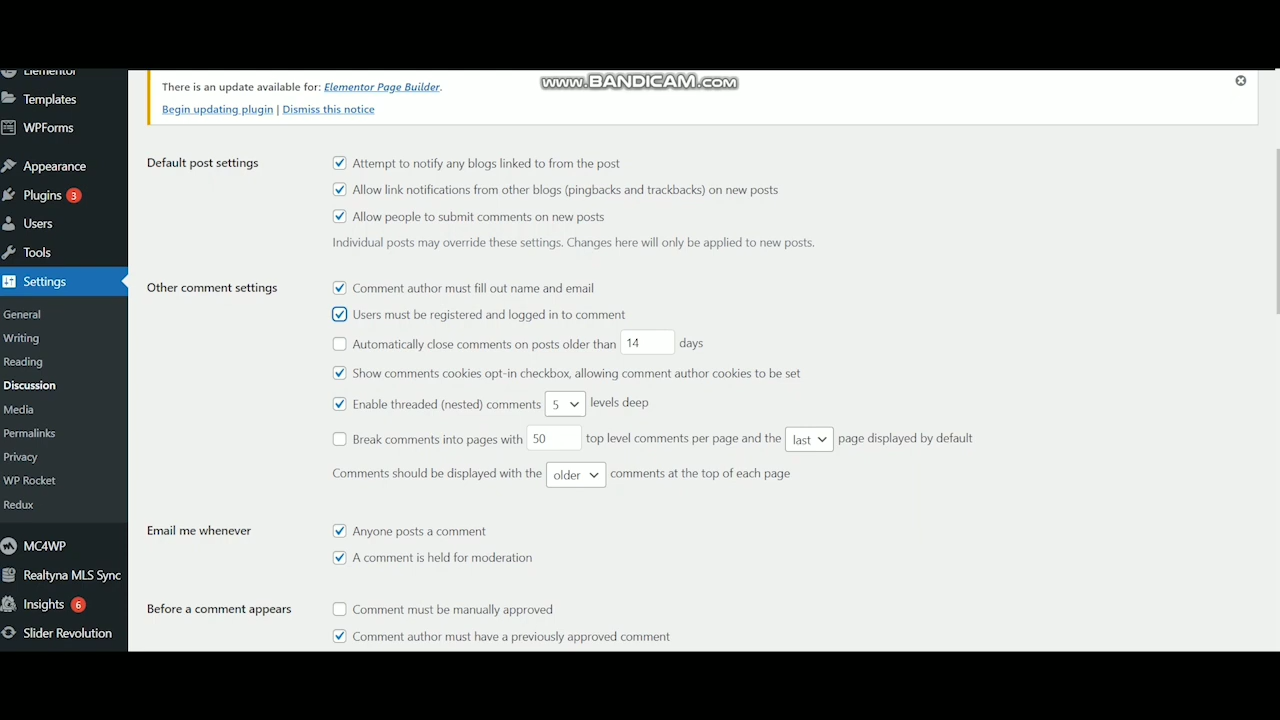 www.BANDICAM.com
Elementor
Templates
WPForms
Appearance
Plugins 3
Users
Tools
Settings
General
Writing
Reading
Discussion
Media
Permalinks
Privacy
WP Rocket
Redux
MC4WP
Realtyna MLS Sync
Insights 6
Slider Revolution
There is an update available for: Elementor Page Builder.
Begin updating plugin | Dismiss this notice
Default post settings
Attempt to notify any blogs linked to from the post
Allow link notifications from other blogs (pingbacks and trackbacks) on new posts
Allow people to submit comments on new posts
Individual posts may override these settings. Changes here will only be applied to new posts.
Other comment settings
Comment author must fill out name and email
Users must be registered and logged in to comment
Automatically close comments on posts older than 14 days
Show comments cookies opt-in checkbox, allowing comment author cookies to be set
Enable threaded (nested) comments 5 levels deep
Break comments into pages with 50 top level comments per page and the last page displayed by default
Comments should be displayed with the older comments at the top of each page
Email me whenever
Anyone posts a comment
A comment is held for moderation
Before a comment appears
Comment must be manually approved
Comment author must have a previously approved comment